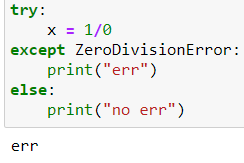 try:
    x = 1/0
except ZeroDivisionError:
    print("err")
else:
    print("no err")
err